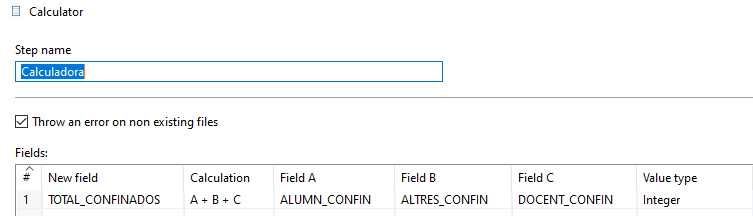 Calculator
Step name
Calculadora
Throw an error on non existing files
Fields:
# New field Calculation Field A Field B Field C Value type
1 TOTAL_CONFINADOS A + B + C ALUMN_CONFIN ALTRES_CONFIN DOCENT_CONFIN Integer